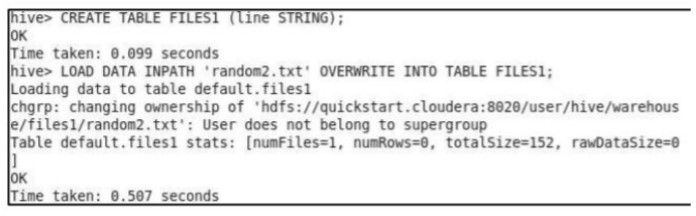 hive> CREATE TABLE FILES1 (line STRING);
OK
Time taken: 0.099 seconds
hive> LOAD DATA INPATH 'random2.txt' OVERWRITE INTO TABLE FILES1;
Loading data to table default.files1
chgrp: changing ownership of 'hdfs://quickstart.cloudera:8020/user/hive/warehous
e/files1/random2.txt': User does not belong to supergroup
Table default.files1 stats: [numFiles=1, numRows=0, totalSize=152, rawDataSize=0
]
OK
Time taken: 0.507 seconds